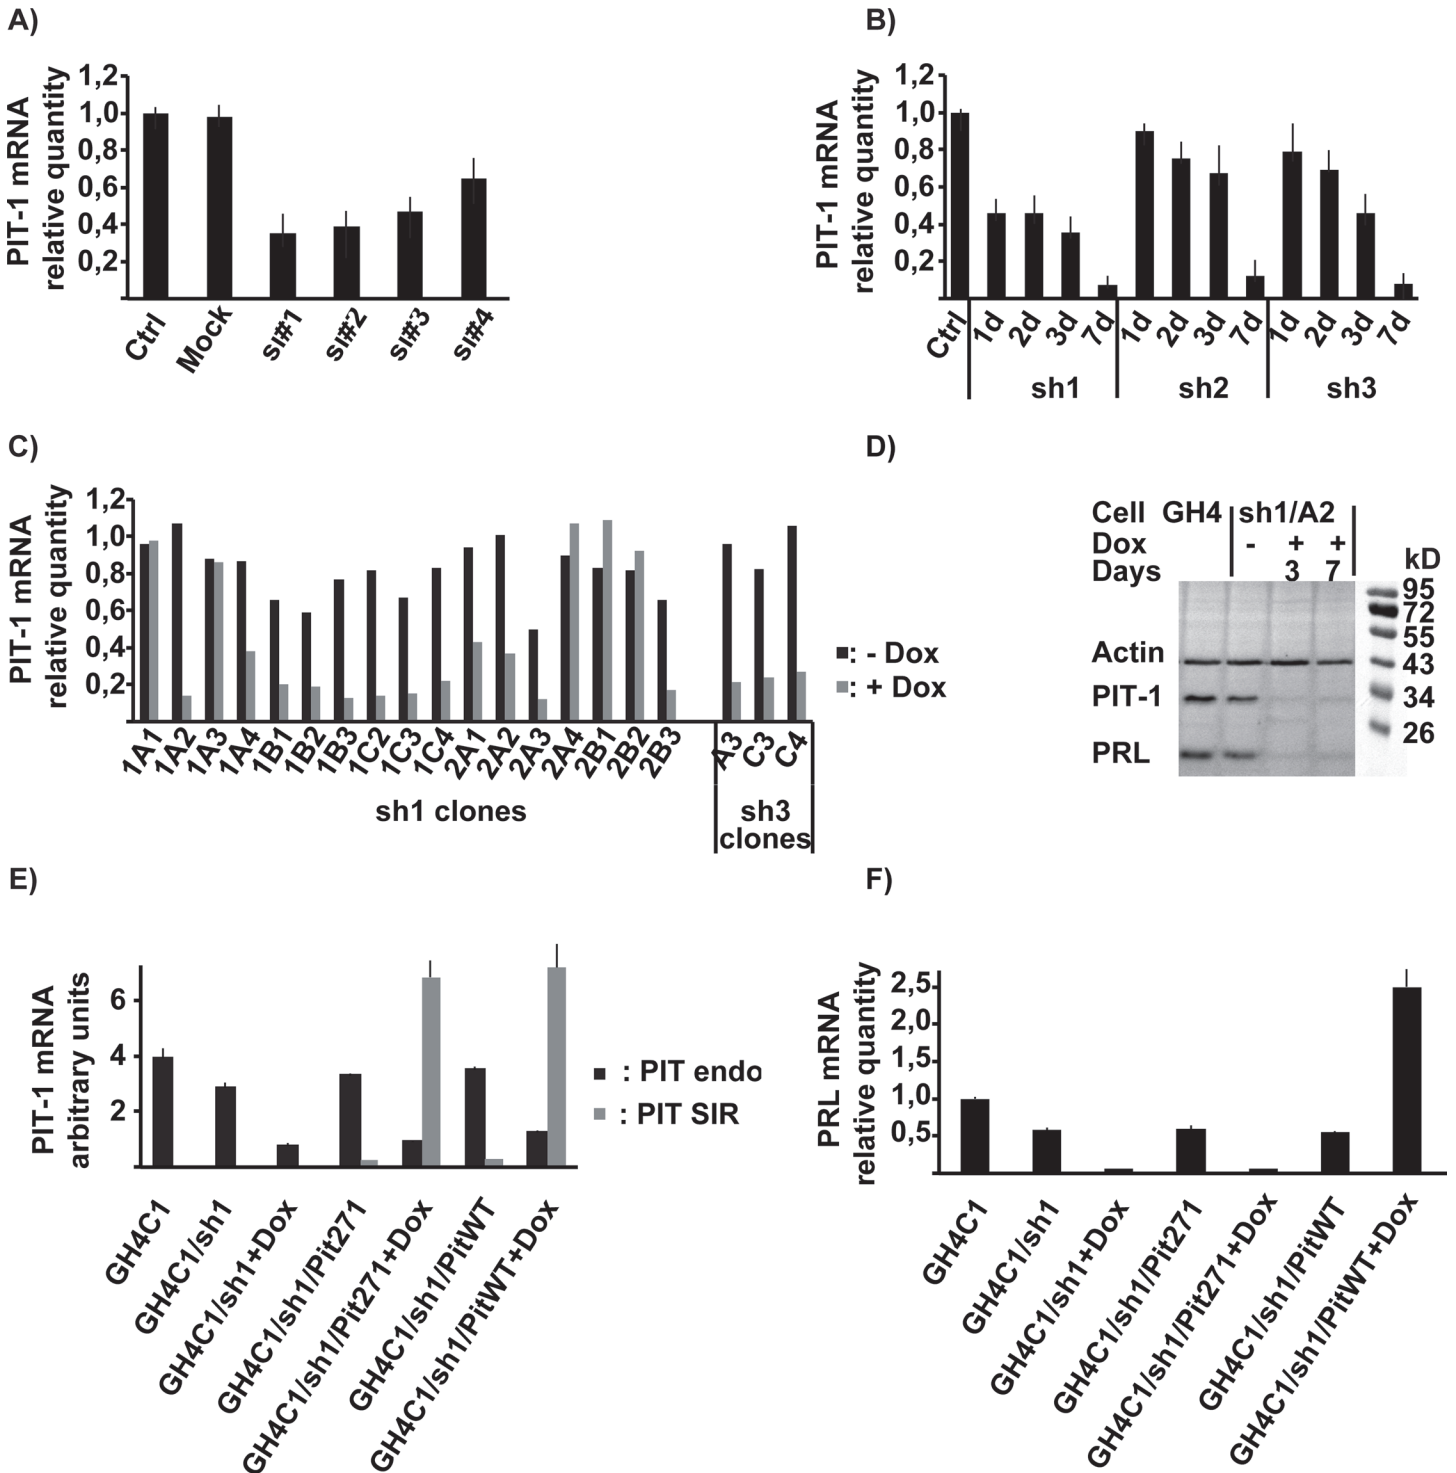 A)
PIT-1 mRNA
relative quantity
1,2
1,0
0,8
0,6
0,4
0,2
Ctrl
Mock
si#1
si#2
si#3
si#4
B)
PIT-1 mRNA
relative quantity
1,2
1,0
0,8
0,6
0,4
0,2
Ctrl
1d
2d
3d
7d
1d
2d
3d
7d
1d
2d
3d
7d
sh1
sh2
sh3
C)
PIT-1 mRNA
relative quantity
1,2
1,0
0,8
0,6
0,4
0,2
1A1
1A2
1A3
1A4
1B1
1B2
1B3
1C2
1C3
1C4
2A1
2A2
2A3
2A4
2B1
2B2
2B3
A3
C3
C4
sh1 clones
sh3
clones
: - Dox
: + Dox
D)
Cell GH4 sh1/A2
Dox - + +
Days 3 7
kD
95
72
55
43
34
26
Actin
PIT-1
PRL
E)
PIT-1 mRNA
arbitrary units
6
4
2
GH4C1
GH4C1/sh1
GH4C1/sh1+Dox
GH4C1/sh1/Pit271
GH4C1/sh1/Pit271+Dox
GH4C1/sh1/PitWT
GH4C1/sh1/PitWT+Dox
: PIT endo
: PIT SIR
F)
PRL mRNA
relative quantity
2,5
2,0
1,5
1,0
0,5
GH4C1
GH4C1/sh1
GH4C1/sh1+Dox
GH4C1/sh1/Pit271
GH4C1/sh1/Pit271+Dox
GH4C1/sh1/PitWT
GH4C1/sh1/PitWT+Dox